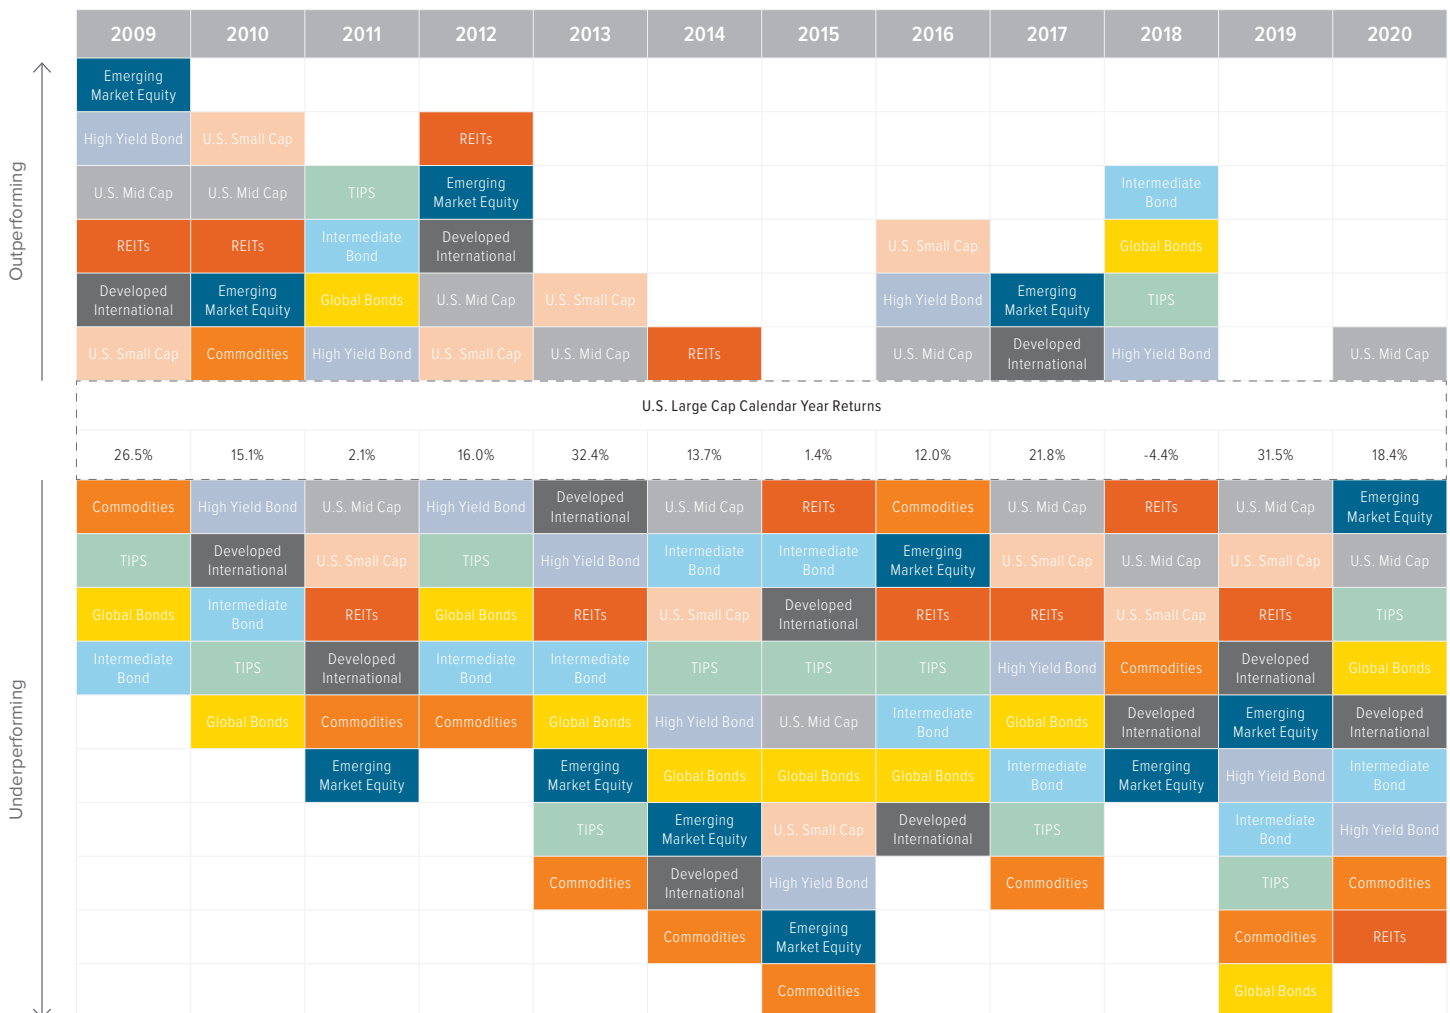 2009 2010 2011 2012 2013 2014 2015 2016 2017 2018 2019 2020
Outperforming
Emerging
Market Equity
High Yield Bond U.S. Small Cap REITs
U.S. Mid Cap U.S. Mid Cap TIPS Emerging Intermediate
Market Equity Bond
REITs REITs Intermediate Developed U.S. Small Cap Global Bonds
Bond International
Developed Emerging Global Bonds U.S. Mid Cap U.S. Small Cap High Yield Bond Emerging TIPS
International Market Equity Market Equity
U.S. Small Cap Commodities High Yield Bond U.S. Small Cap U.S. Mid Cap REITs U.S. Mid Cap Developed High Yield Bond U.S. Mid Cap
International
U.S. Large Cap Calendar Year Returns
26.5% 15.1% 2.1% 16.0% 32.4% 13.7% 1.4% 12.0% 21.8% -4.4% 31.5% 18.4%
Underperforming
Commodities High Yield Bond U.S. Mid Cap High Yield Bond Developed U.S. Mid Cap REITs Commodities U.S. Mid Cap REITs U.S. Mid Cap Emerging
International Market Equity
TIPS Developed U.S. Small Cap TIPS High Yield Bond Intermediate Intermediate Emerging U.S. Small Cap U.S. Mid Cap U.S. Small Cap U.S. Mid Cap
International Bond Bond Market Equity
Global Bonds Intermediate REITs Global Bonds REITs U.S. Small Cap Developed REITs REITs U.S. Small Cap REITs TIPS
Bond International
Intermediate TIPS Developed Intermediate Intermediate TIPS TIPS TIPS High Yield Bond Commodities Developed Global Bonds
Bond International Bond Bond International
Global Bonds Commodities Commodities Global Bonds High Yield Bond U.S. Mid Cap Intermediate Global Bonds Developed Emerging Developed
Bond International Market Equity International
Emerging Emerging Global Bonds Global Bonds Global Bonds Intermediate Emerging High Yield Bond Intermediate
Market Equity Market Equity Bond Market Equity Bond
TIPS Emerging U.S. Small Cap Developed TIPS Intermediate High Yield Bond
Market Equity International Bond
Commodities Developed High Yield Bond Commodities TIPS Commodities
International
Commodities Emerging Commodities REITs
Market Equity
Commodities Global Bonds